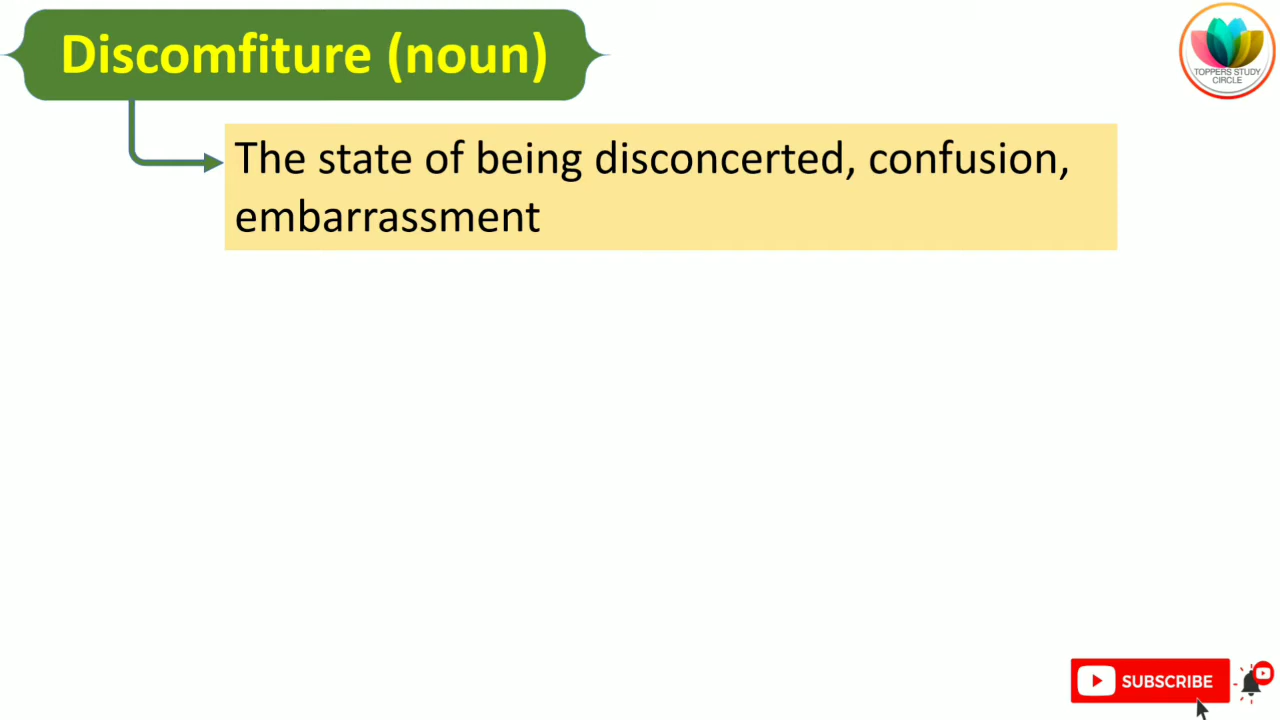 Discomfiture (noun)
TOPPERS STUDY
CIRCLE
The state of being disconcerted, confusion,
embarrassment
SUBSCRIBE